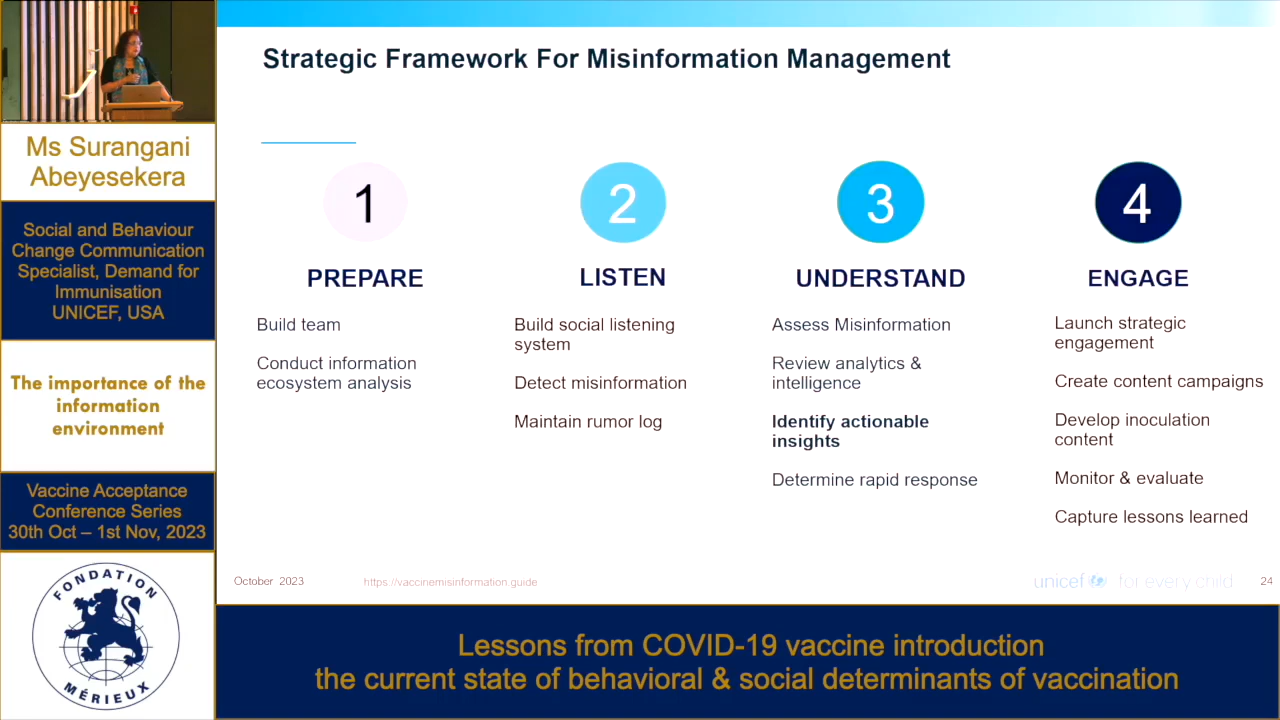 Strategic Framework For Misinformation Management
Ms Surangani
Abeyesekera
Social and Behaviour
Change Communication
Specialist, Demand for
Immunisation
UNICEF, USA
The importance of the
information
environment
Vaccine Acceptance
Conference Series
30th Oct – 1st Nov, 2023
FONDATION
MÉRIEUX
1
PREPARE
Build team
Conduct information
ecosystem analysis
2
LISTEN
Build social listening
system
Detect misinformation
Maintain rumor log
3
UNDERSTAND
Assess Misinformation
Review analytics &
intelligence
Identify actionable
insights
Determine rapid response
4
ENGAGE
Launch strategic
engagement
Create content campaigns
Develop inoculation
content
Monitor & evaluate
Capture lessons learned
October 2023
https://vaccinemisinformation.guide
unicef for every child
24
Lessons from COVID-19 vaccine introduction
the current state of behavioral & social determinants of vaccination